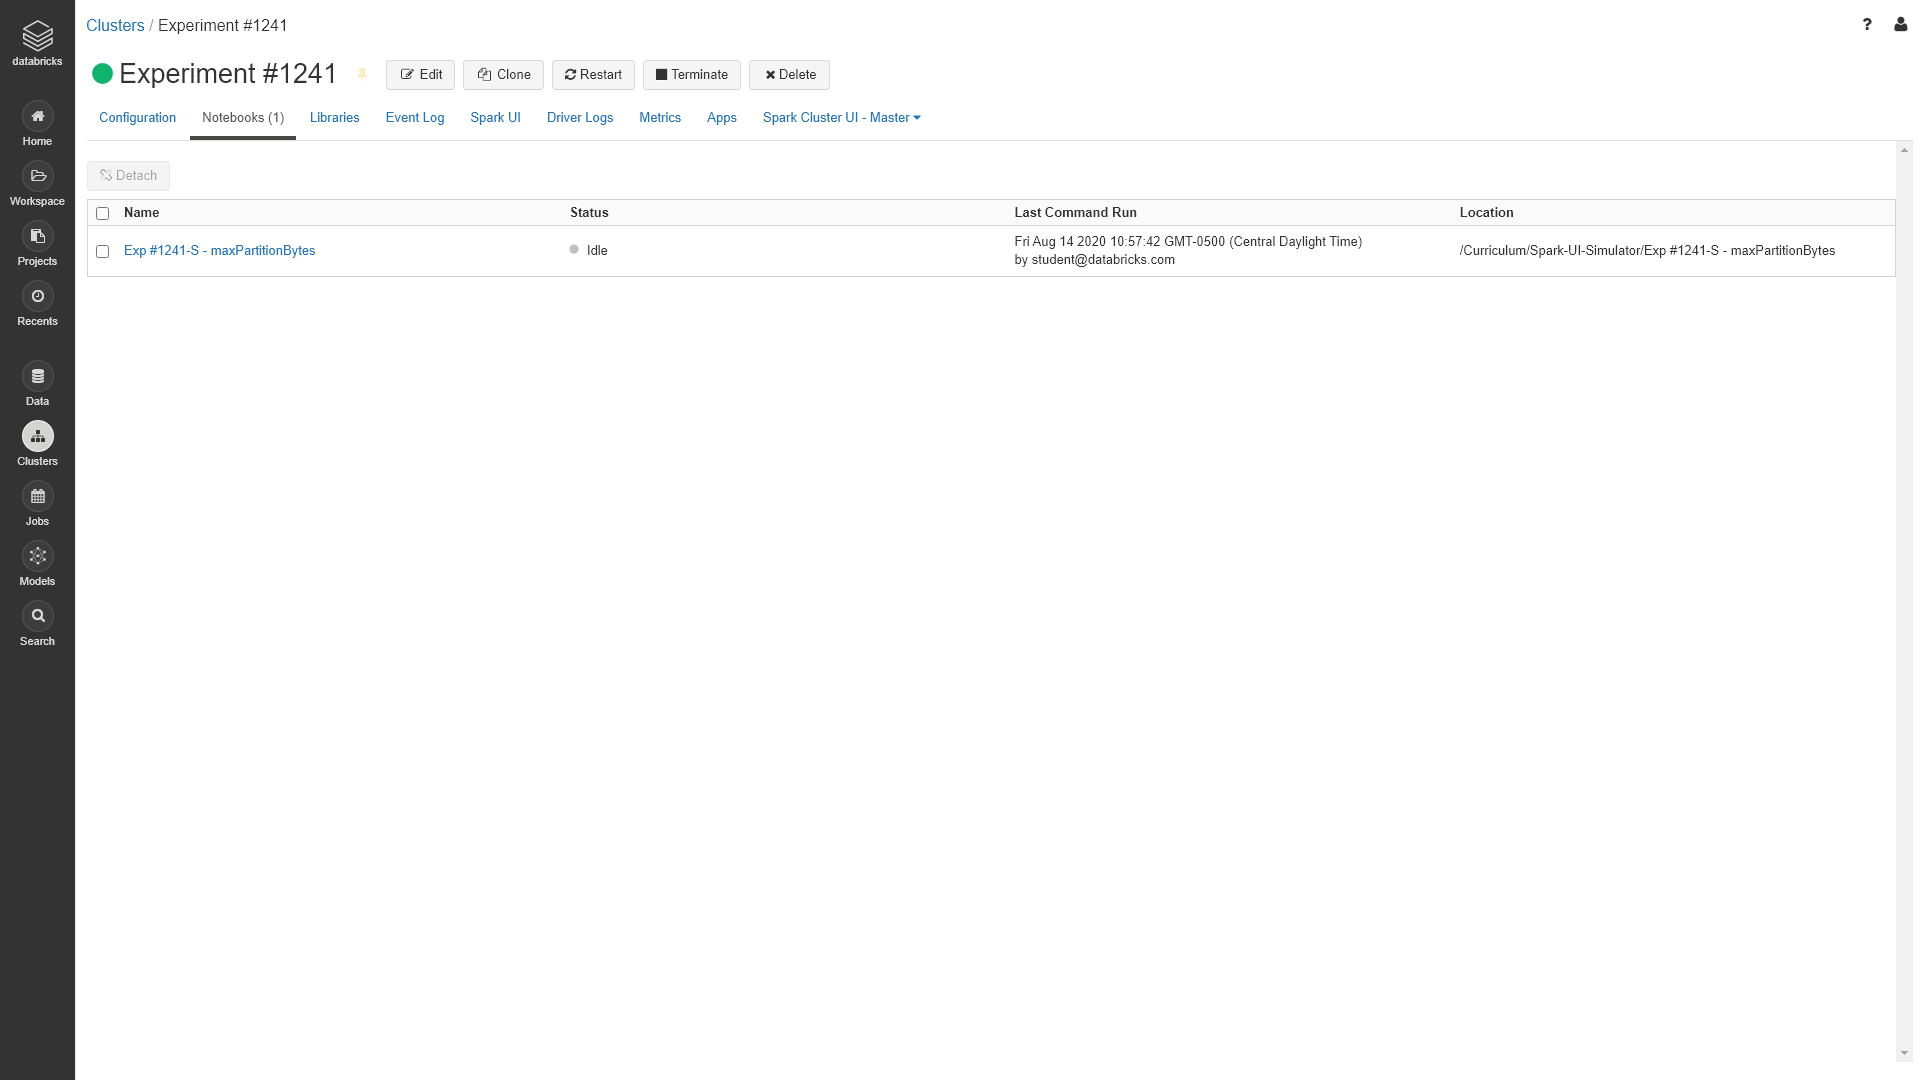 databricks
Home
Workspace
Projects
Recents
Data
Clusters
Jobs
Models
Search
Clusters / Experiment #1241
?
Experiment #1241
Edit Clone Restart Terminate Delete
Configuration Notebooks (1) Libraries Event Log Spark UI Driver Logs Metrics Apps Spark Cluster UI - Master
Detach
Name Status Last Command Run Location
Exp #1241-S - maxPartitionBytes Idle Fri Aug 14 2020 10:57:42 GMT-0500 (Central Daylight Time) /Curriculum/Spark-UI-Simulator/Exp #1241-S - maxPartitionBytes
by student@databricks.com